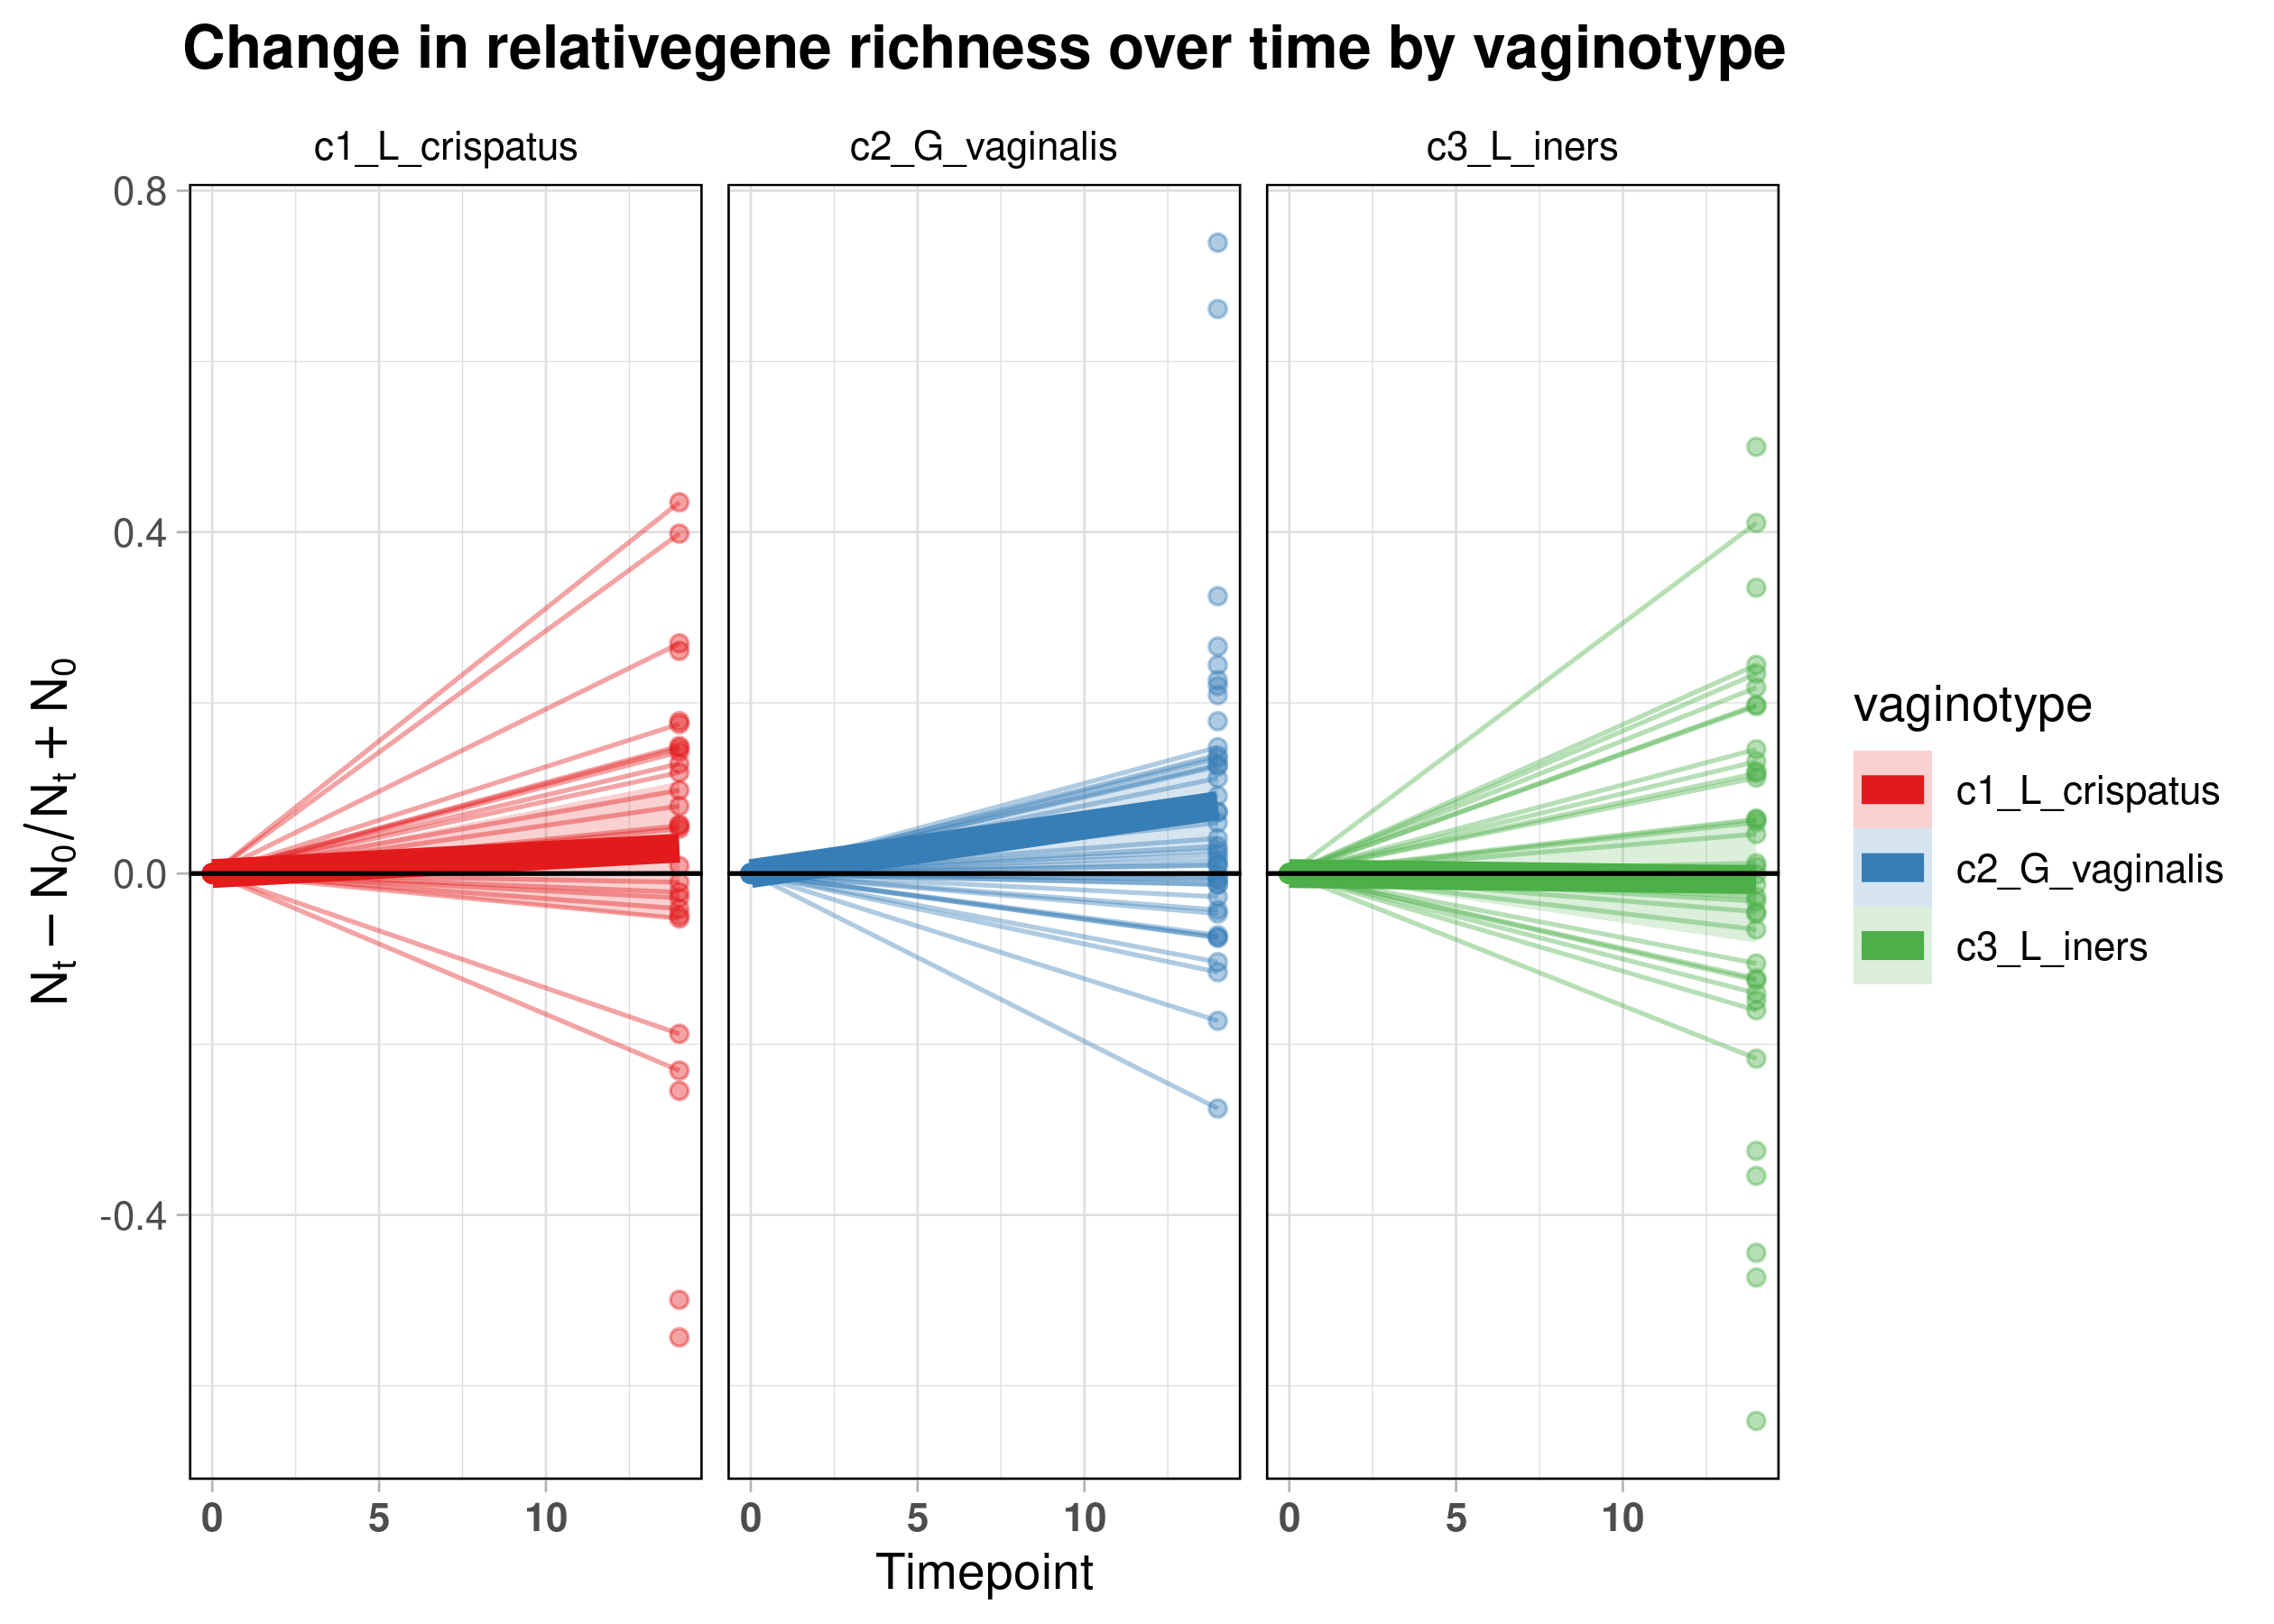 Change in relativegene richness over time by vaginotype
c1_L_crispatus
c2_G_vaginalis
c3_L_iners
0.8
0.4
0.0
-0.4
Nt − N0/Nt + N0
0 5 10
0 5 10
0 5 10
Timepoint
vaginotype
c1_L_crispatus
c2_G_vaginalis
c3_L_iners